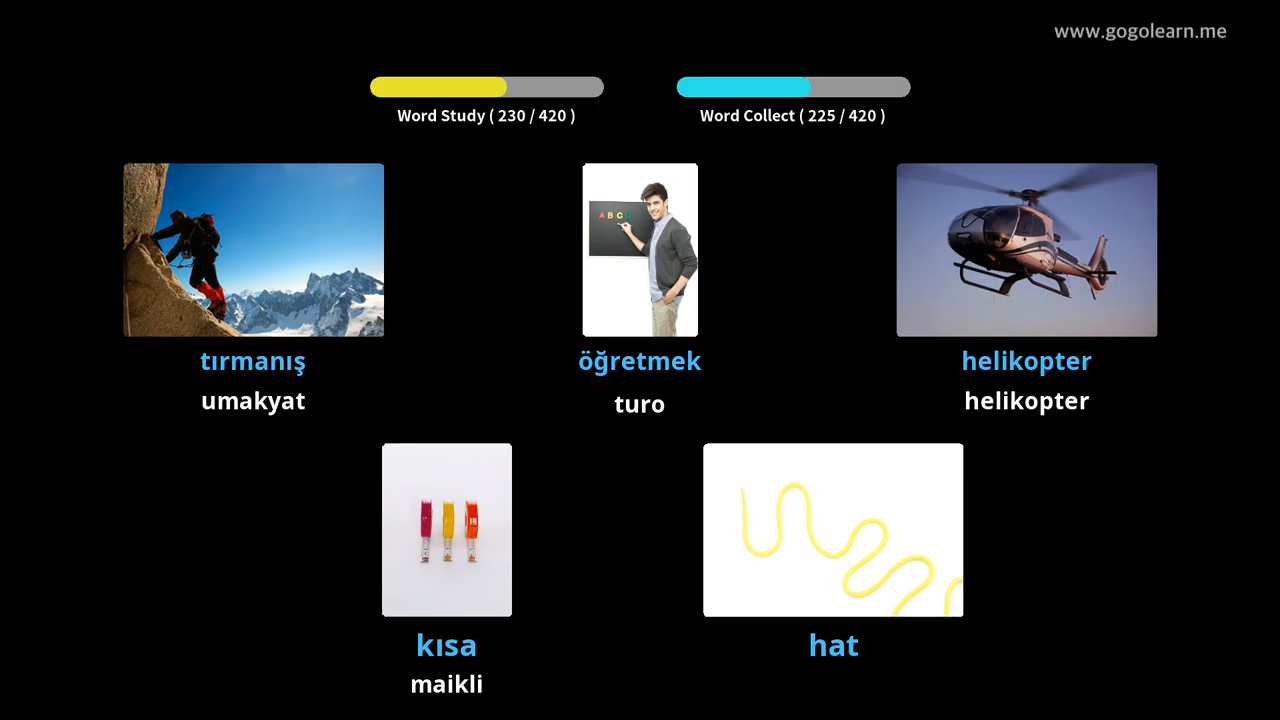 www.gogolearn.me
Word Study ( 230 / 420 )
Word Collect ( 225 / 420 )
A B C D
tırmanış
umakyat
öğretmek
turo
helikopter
helikopter
kısa
maikli
hat